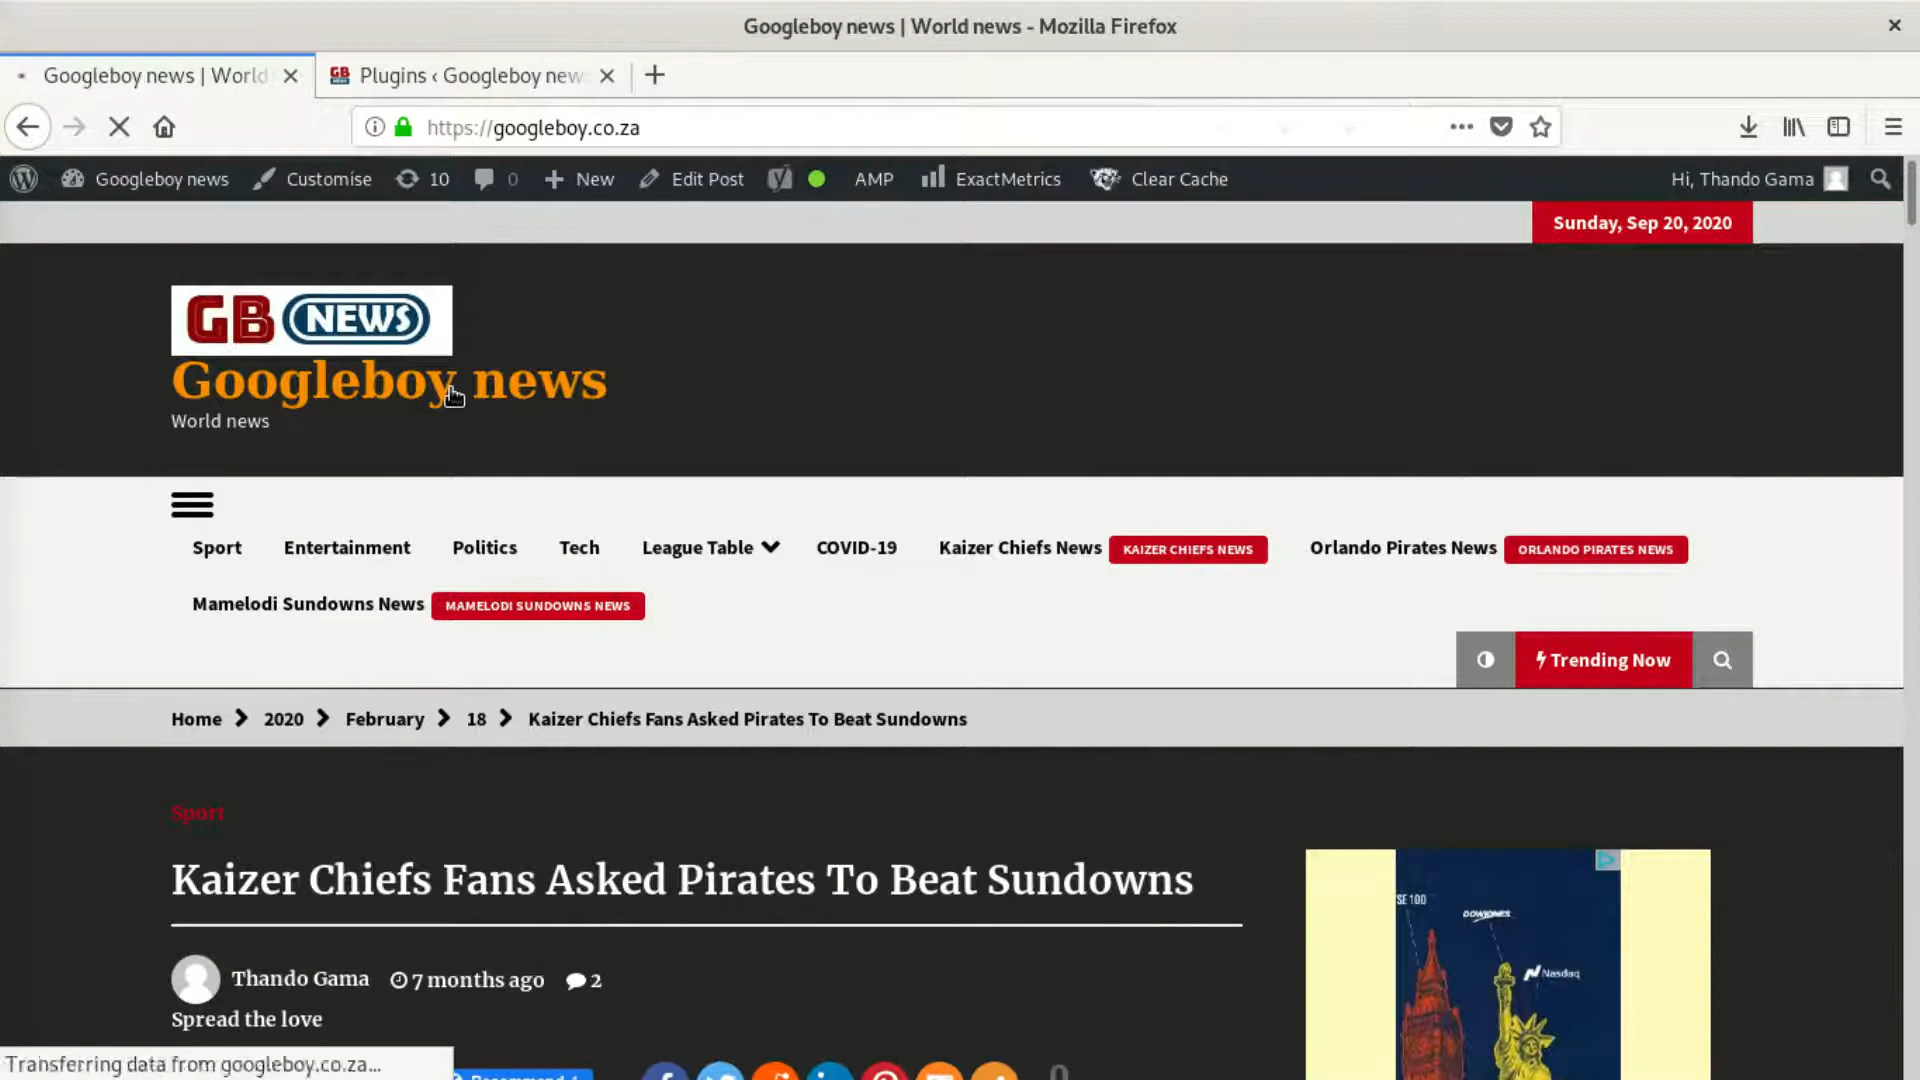 Googleboy news | World news - Mozilla Firefox
Googleboy news | World
Plugins ‹ Googleboy new
https://googleboy.co.za
Googleboy news
Customise
10
0
New
Edit Post
AMP
ExactMetrics
Clear Cache
Hi, Thando Gama
Sunday, Sep 20, 2020
GB NEWS
Googleboy news
World news
Sport
Entertainment
Politics
Tech
League Table
COVID-19
Kaizer Chiefs News
KAIZER CHIEFS NEWS
Orlando Pirates News
ORLANDO PIRATES NEWS
Mamelodi Sundowns News
MAMELODI SUNDOWNS NEWS
Trending Now
Home
2020
February
18
Kaizer Chiefs Fans Asked Pirates To Beat Sundowns
Sport
Kaizer Chiefs Fans Asked Pirates To Beat Sundowns
SE 100
DOWJONES
Nasdaq
Thando Gama
7 months ago
2
Spread the love
Transferring data from googleboy.co.za...
0